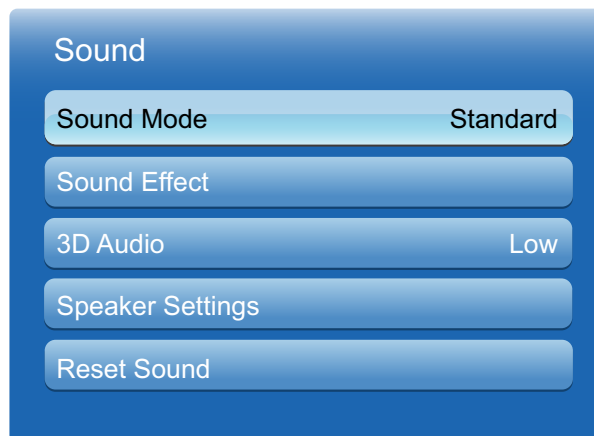 Sound
Sound Mode Standard
Sound Effect
3D Audio Low
Speaker Settings
Reset Sound